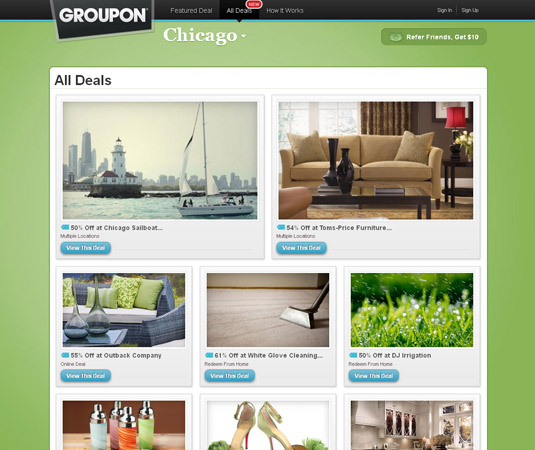 GROUPON
Featured Deal
All Deals
NEW
How It Works
Sign In
Sign Up
Chicago
Refer Friends, Get $10
All Deals
50% Off at Chicago Sailboat...
Multiple Locations
View This Deal
54% Off at Toms-Price Furniture...
Multiple Locations
View This Deal
55% Off at Outback Company
Online Deal
View This Deal
61% Off at White Glove Cleaning...
Redeem From Home
View This Deal
50% Off at DJ Irrigation
Redeem From Home
View This Deal